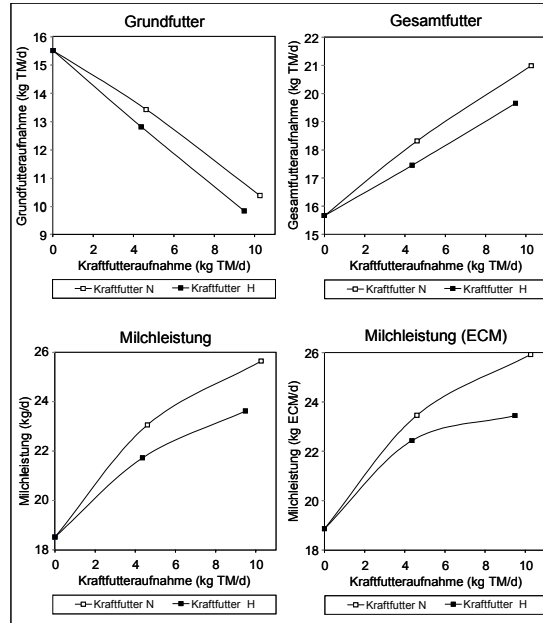 Grundfutter
Grundfutteraufnahme (kg TM/d)
16
15
14
13
12
11
10
9
0 2 4 6 8 10
Kraftfutteraufnahme (kg TM/d)
Kraftfutter N Kraftfutter H
Gesamtfutter
Gesamtfutteraufnahme (kg TM/d)
22
21
20
19
18
17
16
15
0 2 4 6 8 10
Kraftfutteraufnahme (kg TM/d)
Kraftfutter N Kraftfutter H
Milchleistung
Milchleistung (kg/d)
26
24
22
20
18
0 2 4 6 8 10
Kraftfutteraufnahme (kg TM/d)
Kraftfutter N Kraftfutter H
Milchleistung (ECM)
Milchleistung (kg ECM/d)
26
24
22
20
18
0 2 4 6 8 10
Kraftfutteraufnahme (kg TM/d)
Kraftfutter N Kraftfutter H